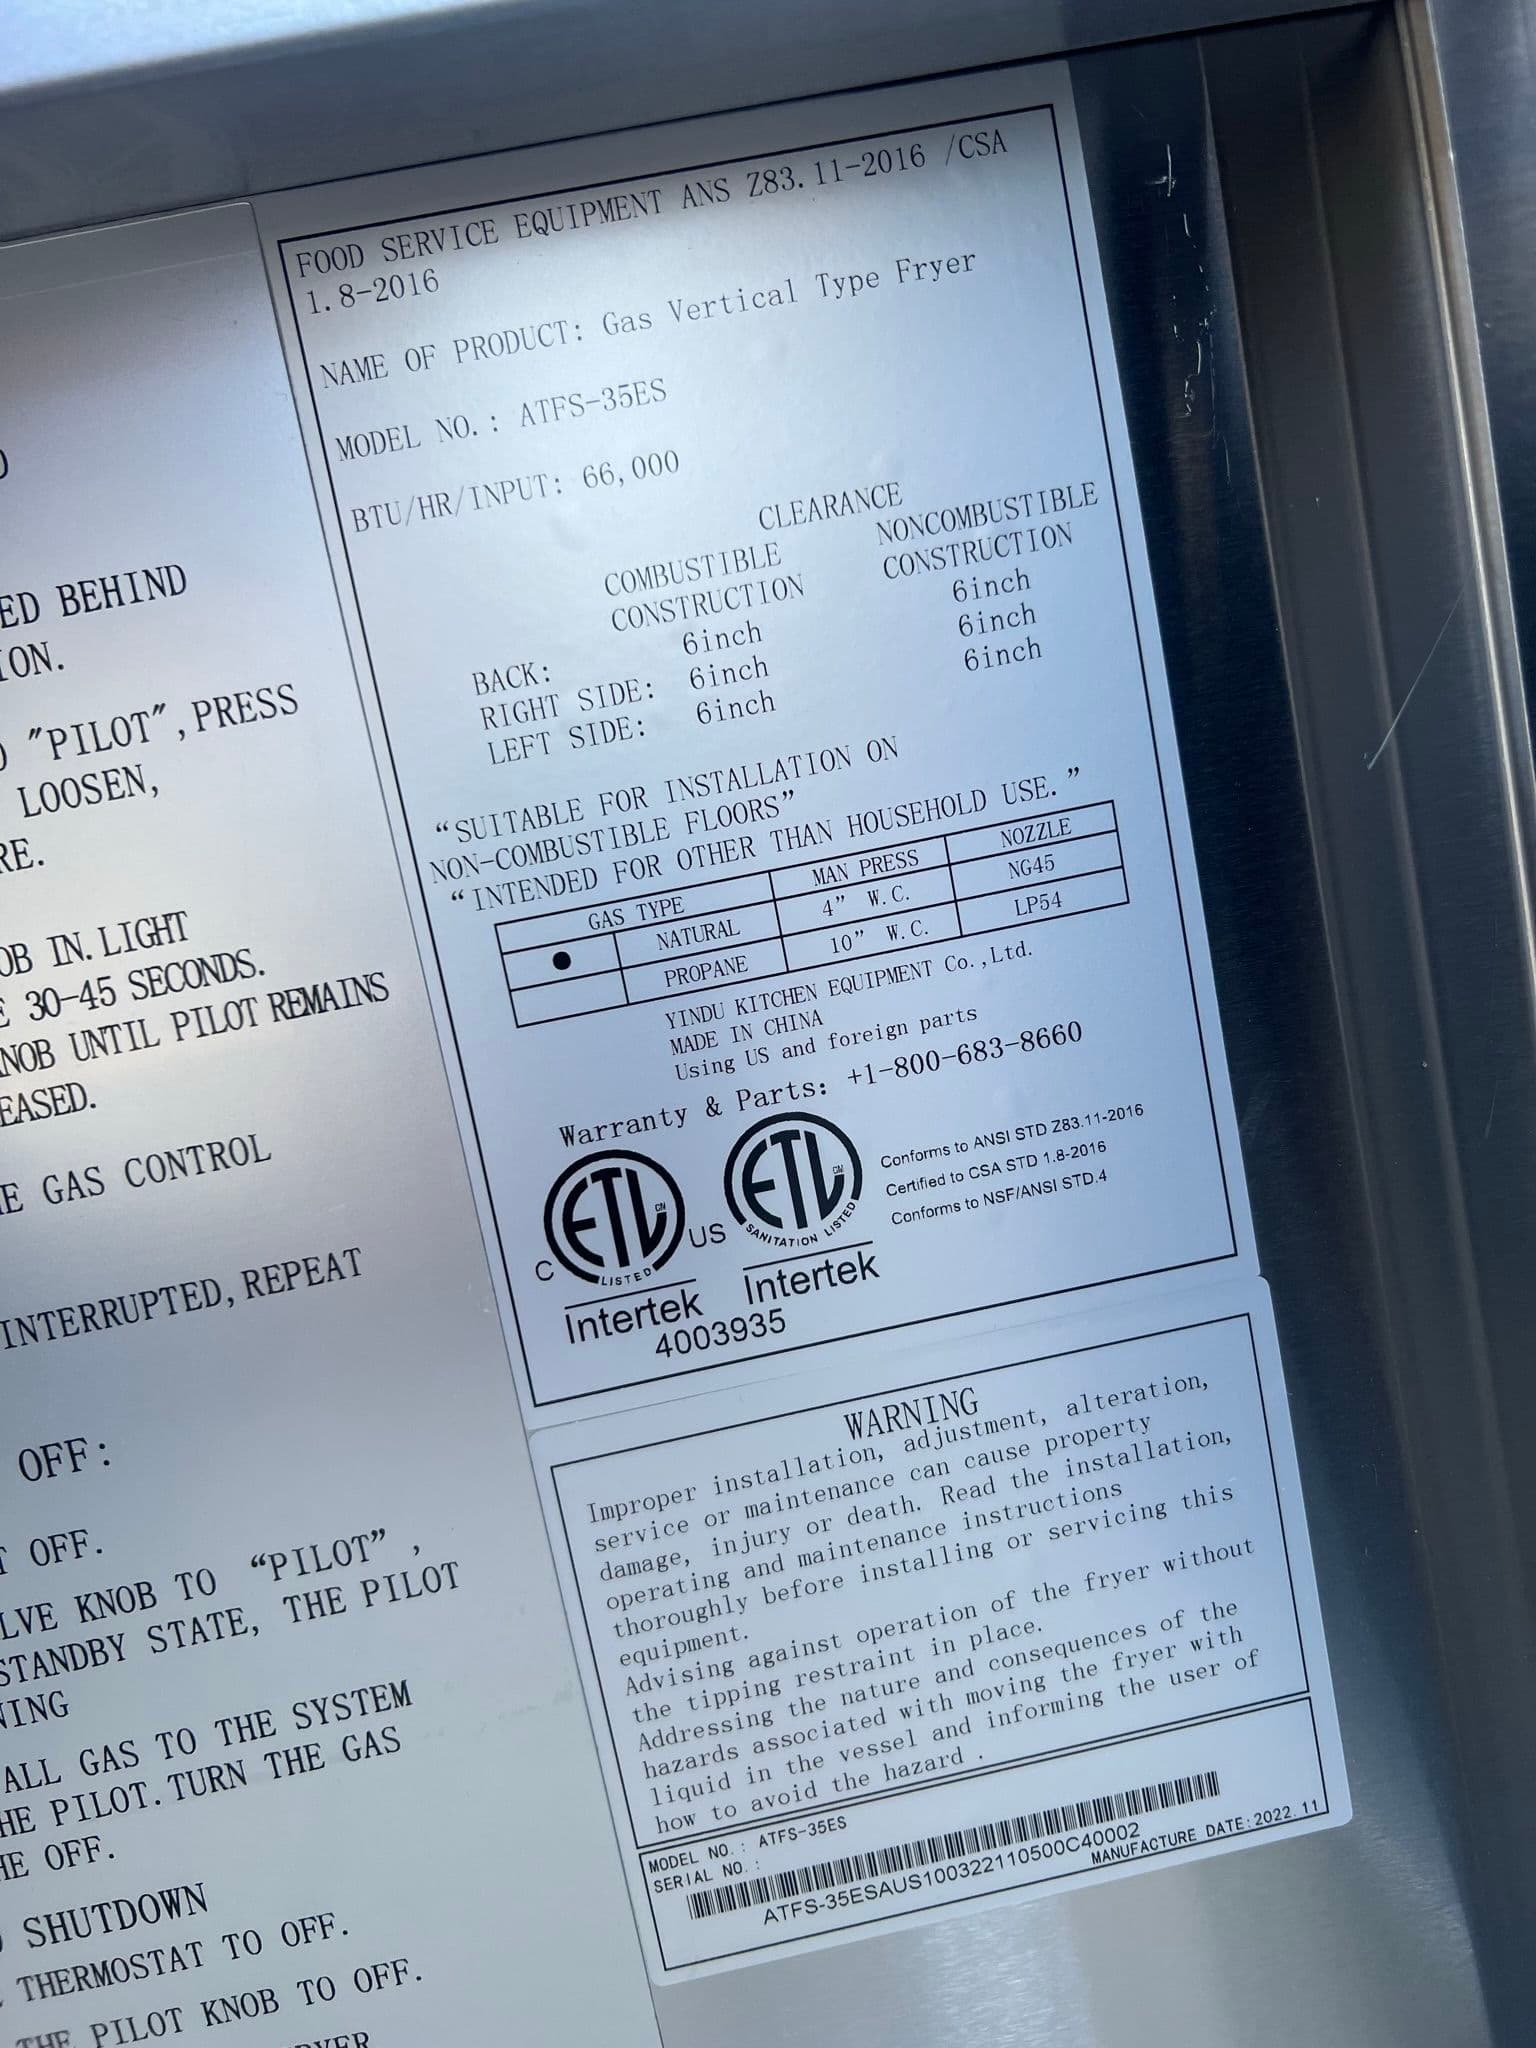 ED BEHIND
ION.
"PILOT", PRESS
LOOSEN,
RE.
OB IN. LIGHT
30-45 SECONDS.
NOB UNTIL PILOT REMAINS
EASED.
E GAS CONTROL
INTERRUPTED, REPEAT
OFF:
OFF.
LVE KNOB TO "PILOT",
STANDBY STATE, THE PILOT
NING
ALL GAS TO THE SYSTEM
HE PILOT. TURN THE GAS
HE OFF.
SHUTDOWN
THERMOSTAT TO OFF.
THE PILOT KNOB TO OFF.
RYER
FOOD SERVICE EQUIPMENT ANS Z83.11-2016 /CSA
1.8-2016
NAME OF PRODUCT: Gas Vertical Type Fryer
MODEL NO.: ATFS-35ES
BTU/HR/INPUT: 66,000
CLEARANCE
COMBUSTIBLE NONCOMBUSTIBLE
CONSTRUCTION CONSTRUCTION
BACK: 6inch 6inch
RIGHT SIDE: 6inch 6inch
LEFT SIDE: 6inch 6inch
“SUITABLE FOR INSTALLATION ON
NON-COMBUSTIBLE FLOORS”
“INTENDED FOR OTHER THAN HOUSEHOLD USE.”
GAS TYPE MAN PRESS NOZZLE
● NATURAL 4” W.C. NG45
PROPANE 10” W.C. LP54
YINDU KITCHEN EQUIPMENT Co.,Ltd.
MADE IN CHINA
Using US and foreign parts
Warranty & Parts: +1-800-683-8660
ETL CM LISTED C US Intertek
ETL CM SANITATION LISTED Intertek
4003935
Conforms to ANSI STD Z83.11-2016
Certified to CSA STD 1.8-2016
Conforms to NSF/ANSI STD.4
WARNING
Improper installation, adjustment, alteration,
service or maintenance can cause property
damage, injury or death. Read the installation,
operating and maintenance instructions
thoroughly before installing or servicing this
equipment.
Advising against operation of the fryer without
the tipping restraint in place.
Addressing the nature and consequences of the
hazards associated with moving the fryer with
liquid in the vessel and informing the user of
how to avoid the hazard .
MODEL NO.: ATFS-35ES
SERIAL NO.:
ATFS-35ESAUS100322110500C40002
MANUFACTURE DATE:2022.11